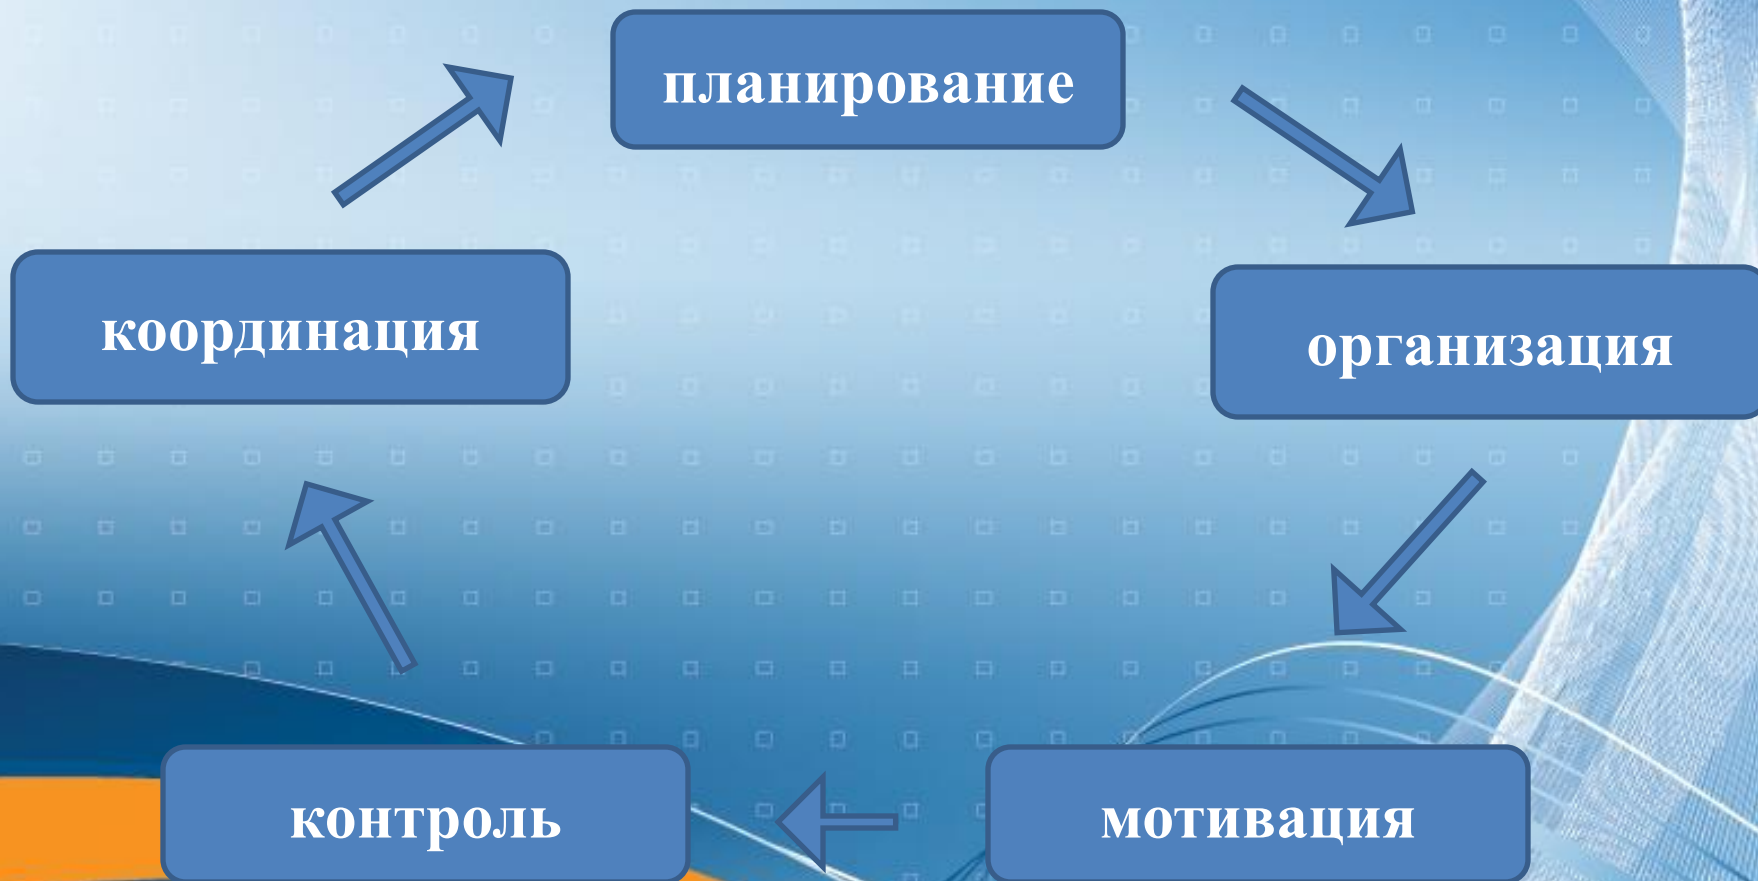 планирование
координация
организация
контроль
мотивация